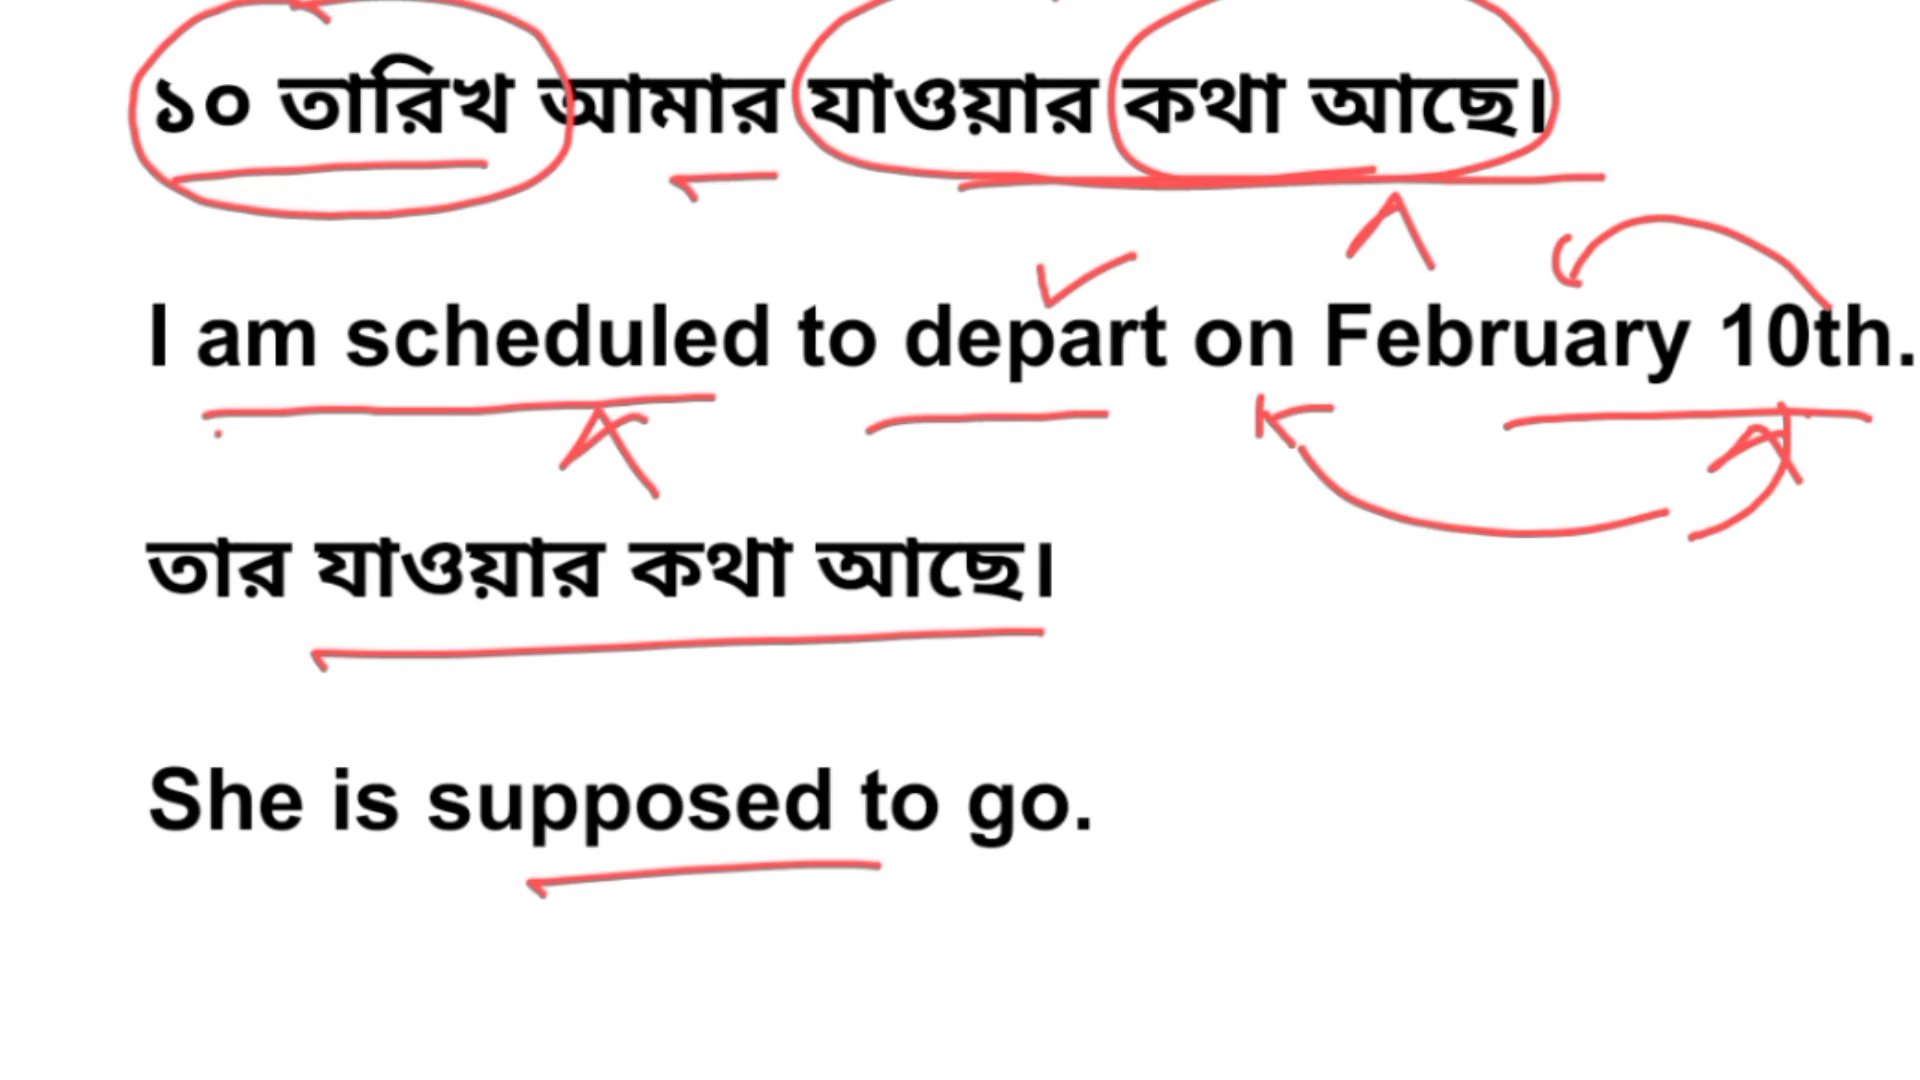 ১০ তারিখ আমার যাওয়ার কথা আছে।
I am scheduled to depart on February 10th.
তার যাওয়ার কথা আছে।
She is supposed to go.